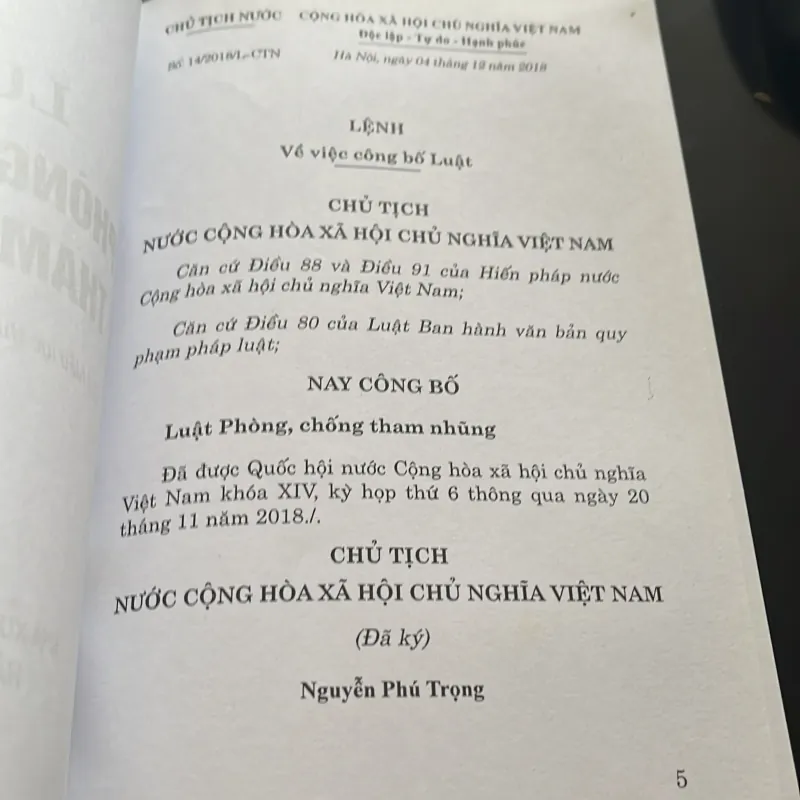 CHỦ TỊCH NƯỚC
CỘNG HÒA XÃ HỘI CHỦ NGHĨA VIỆT NAM
Độc lập - Tự do - Hạnh phúc
Số: 14/2018/L-CTN
Hà Nội, ngày 04 tháng 12 năm 2018
LỆNH
Về việc công bố Luật
CHỦ TỊCH
NƯỚC CỘNG HÒA XÃ HỘI CHỦ NGHĨA VIỆT NAM
Căn cứ Điều 88 và Điều 91 của Hiến pháp nước
Cộng hòa xã hội chủ nghĩa Việt Nam;
Căn cứ Điều 80 của Luật Ban hành văn bản quy
phạm pháp luật;
NAY CÔNG BỐ
Luật Phòng, chống tham nhũng
Đã được Quốc hội nước Cộng hòa xã hội chủ nghĩa
Việt Nam khóa XIV, kỳ họp thứ 6 thông qua ngày 20
tháng 11 năm 2018./.
CHỦ TỊCH
NƯỚC CỘNG HÒA XÃ HỘI CHỦ NGHĨA VIỆT NAM
(Đã ký)
Nguyễn Phú Trọng
5